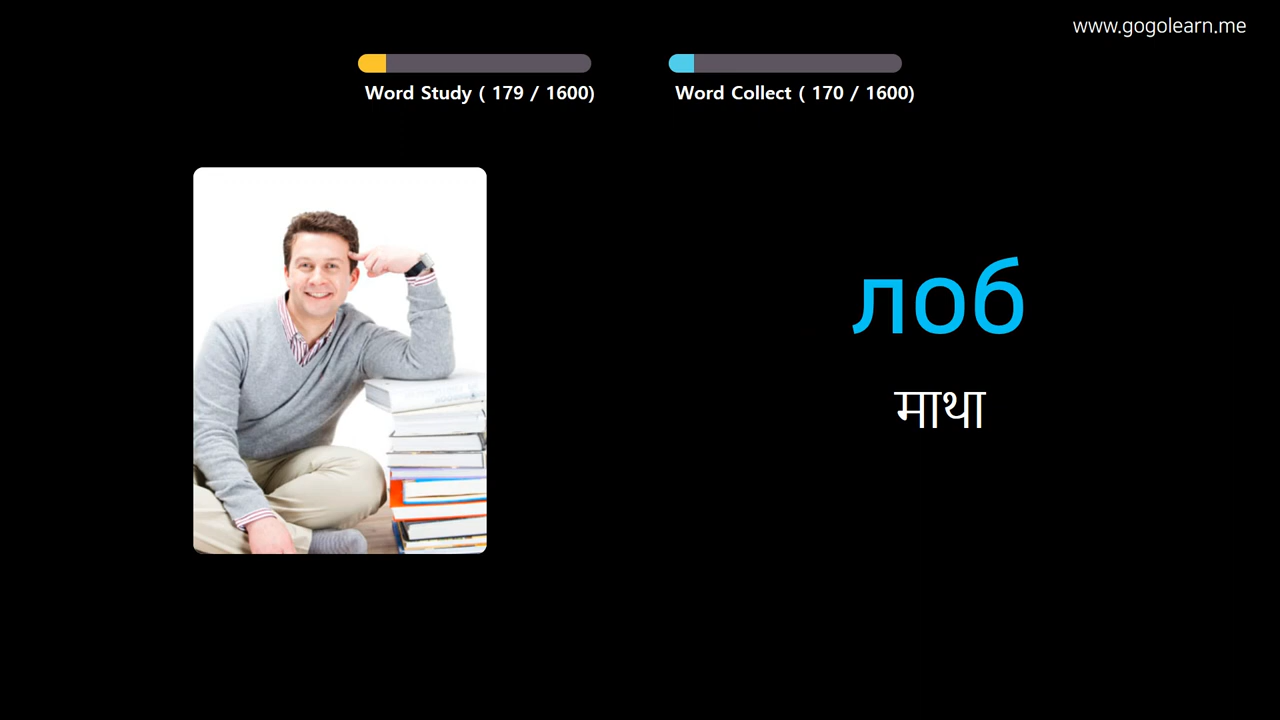 www.gogolearn.me
Word Study ( 179 / 1600)
Word Collect ( 170 / 1600)
лоб
माथा